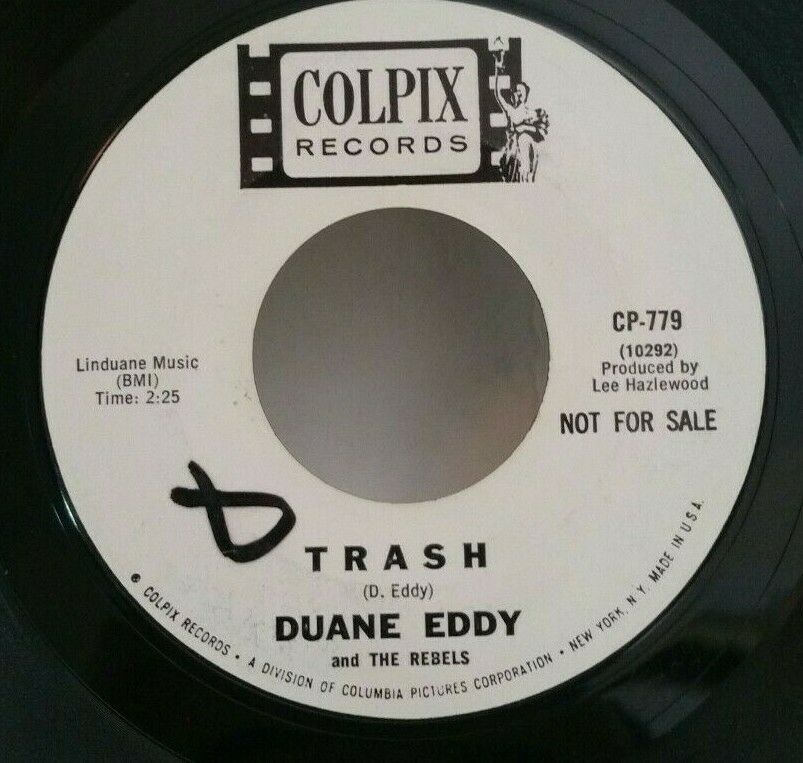 COLPIX
RECORDS
CP-779
(10292)
Produced by
Lee Hazlewood
NOT FOR SALE
Linduane Music
(BMI)
Time: 2:25
TRASH
(D. Eddy)
DUANE EDDY
and THE REBELS
® COLPIX RECORDS • A DIVISION OF COLUMBIA PICTURES CORPORATION • NEW YORK, N. Y. MADE IN U.S.A.